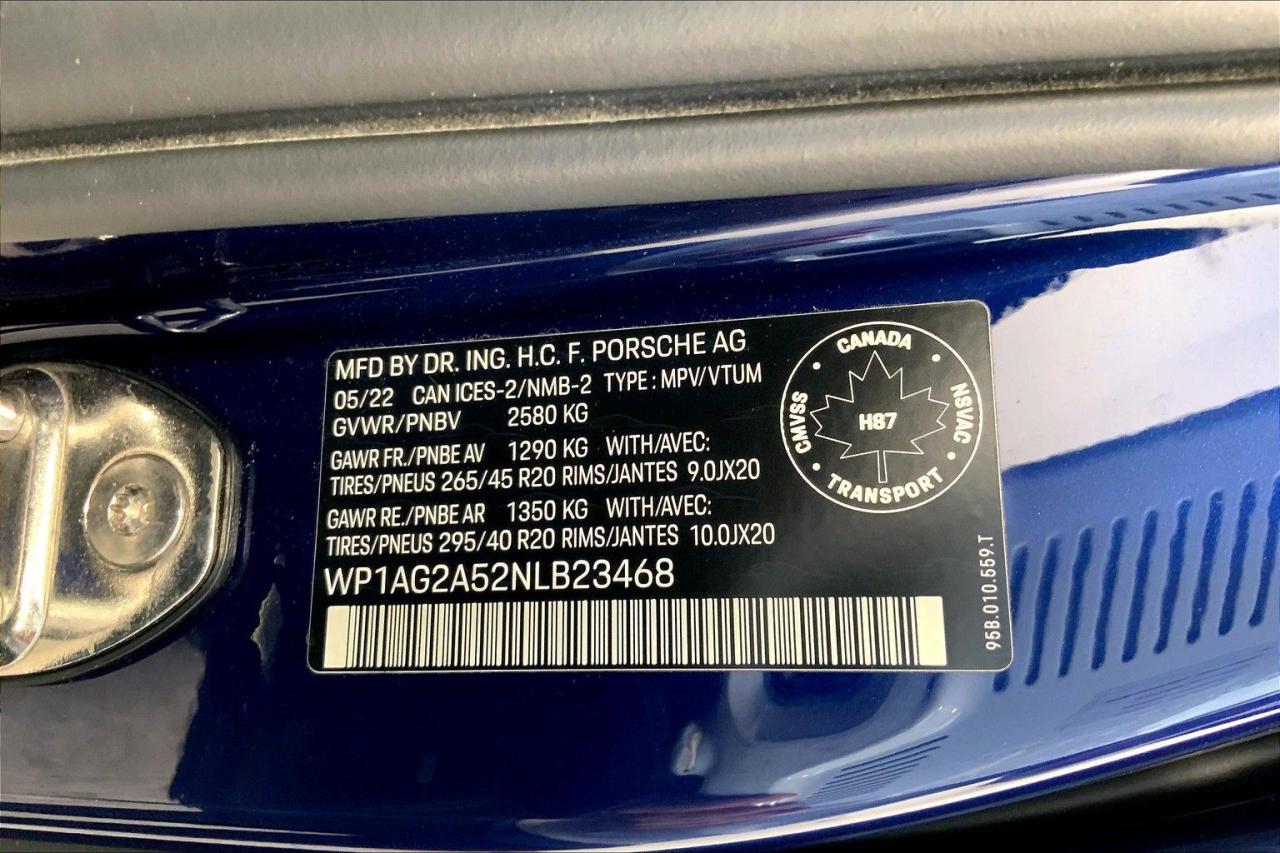 MFD BY DR. ING. H.C. F. PORSCHE AG
05/22 CAN ICES-2/NMB-2 TYPE : MPV/VTUM
GVWR/PNBV 2580 KG
GAWR FR./PNBE AV 1290 KG WITH/AVEC:
TIRES/PNEUS 265/45 R20 RIMS/JANTES 9.0JX20
GAWR RE./PNBE AR 1350 KG WITH/AVEC:
TIRES/PNEUS 295/40 R20 RIMS/JANTES 10.0JX20
WP1AG2A52NLB23468
CANADA
CMVSS
H87
NSVAC
TRANSPORT
95B.010.559.T